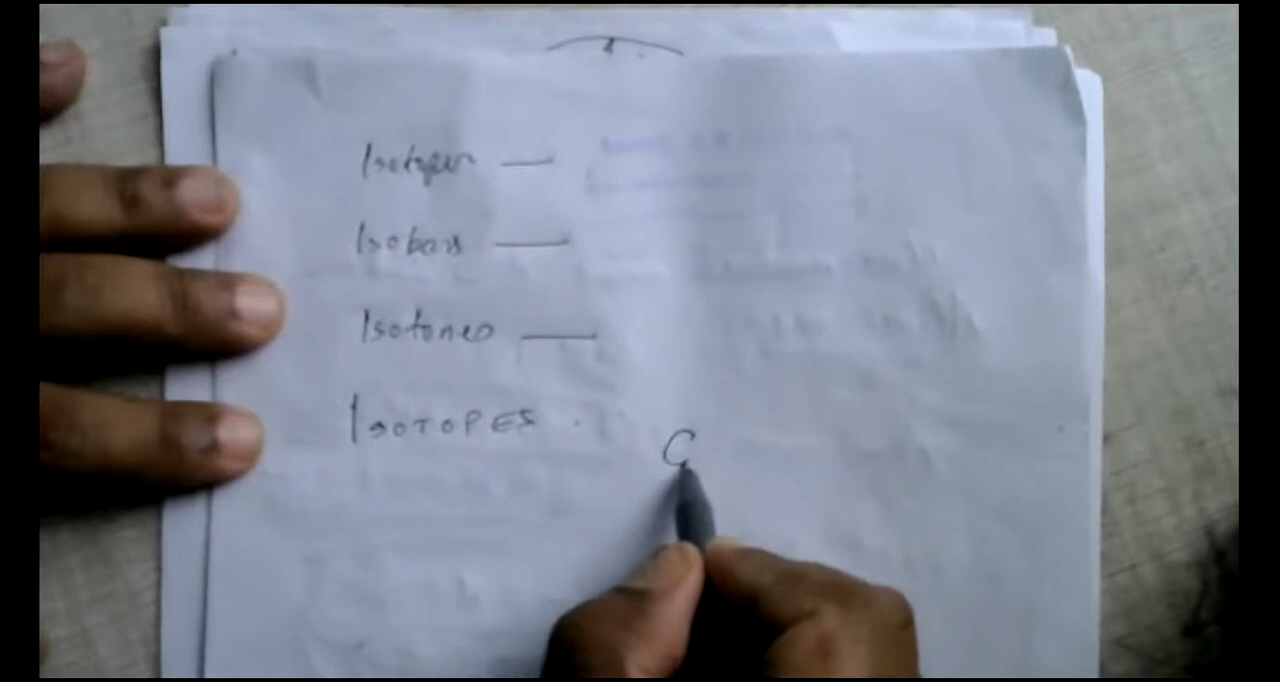 Isotopes —
Isobars —
Isotones —
ISOTOPES .
C